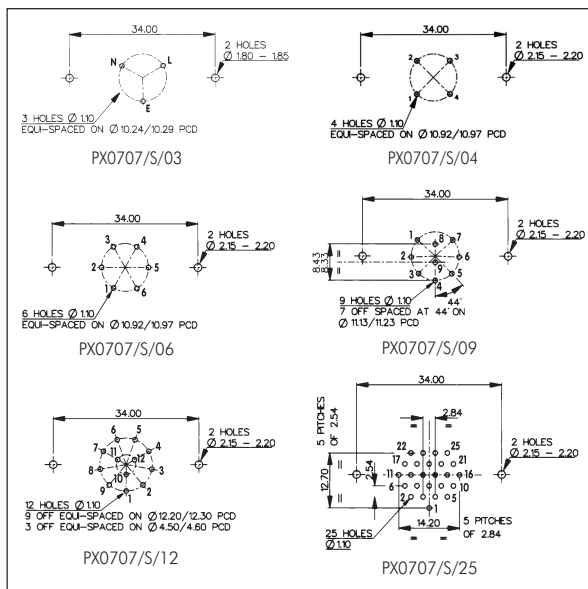 34.00
2 HOLES
Ø 1.80 – 1.85
N
L
E
3 HOLES Ø 1.10
EQUI-SPACED ON Ø 10.24/10.29 PCD
PX0707/S/03
34.00
2 HOLES
Ø 2.15 – 2.20
2
3
1
4
4 HOLES Ø 1.10
EQUI-SPACED ON Ø 10.92/10.97 PCD
PX0707/S/04
34.00
2 HOLES
Ø 2.15 – 2.20
3
4
2
5
1
6
6 HOLES Ø 1.10
EQUI-SPACED ON Ø 10.92/10.97 PCD
PX0707/S/06
34.00
2 HOLES
Ø 2.15 – 2.20
8.43
8.33
=
=
1
8
7
2
6
9
3
5
4
44°
9 HOLES Ø 1.10
7 OFF SPACED AT 44° ON
Ø 11.13/11.23 PCD
PX0707/S/09
34.00
2 HOLES
Ø 2.15 – 2.20
6
5
7
4
11
12
8
3
10
9
2
1
12 HOLES Ø 1.10
9 OFF EQUI-SPACED ON Ø 12.20/12.30 PCD
3 OFF EQUI-SPACED ON Ø 4.50/4.60 PCD
PX0707/S/12
34.00
5 PITCHES
OF 2.54
=
=
2.84
2 HOLES
Ø 2.15 – 2.20
22
25
17
21
=
12.70
2.54
11
16
6
10
=
2
5
1
14.20
5 PITCHES
OF 2.84
25 HOLES
Ø 1.10
=
=
PX0707/S/25